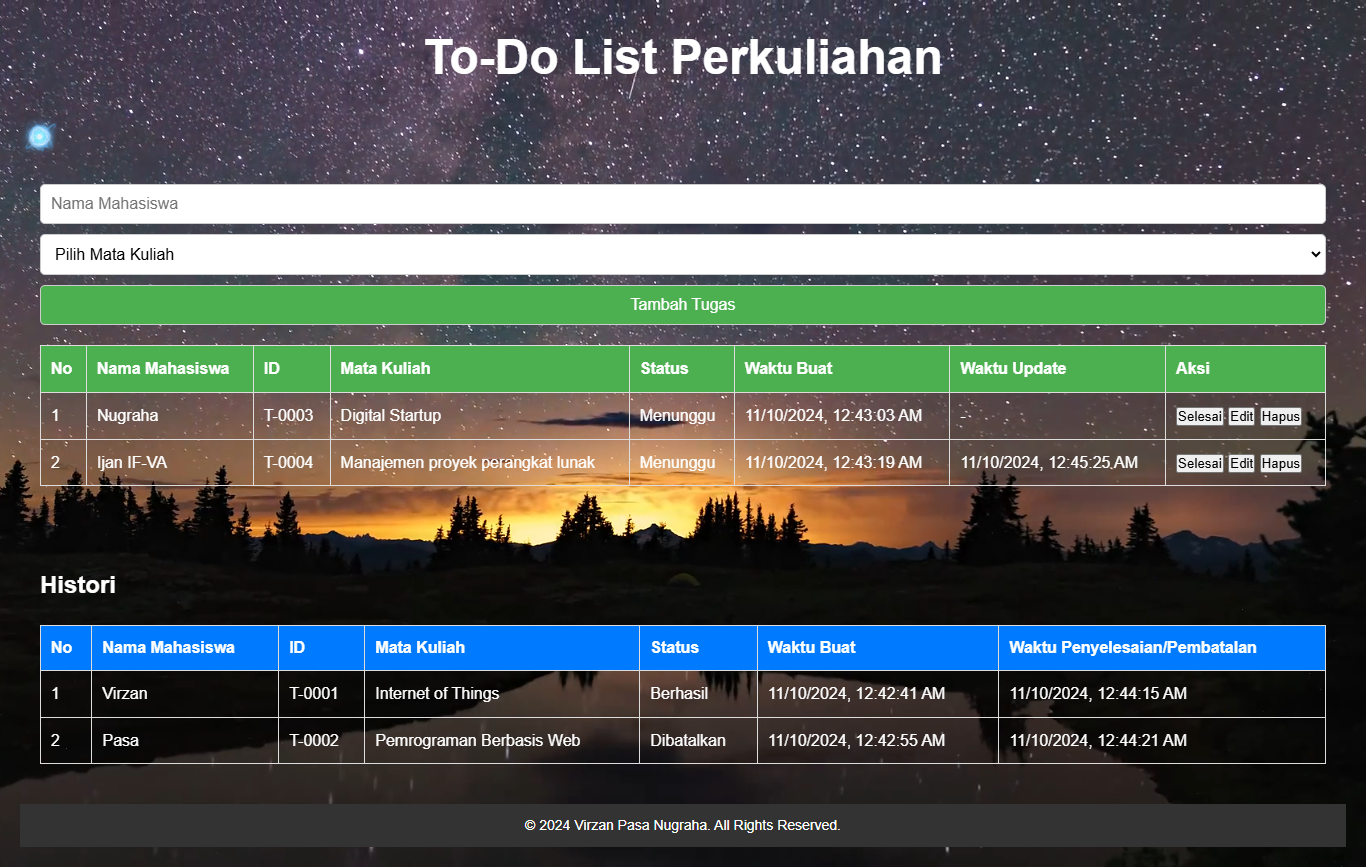 To-Do List Perkuliahan
Nama Mahasiswa
Pilih Mata Kuliah
Tambah Tugas
No Nama Mahasiswa ID Mata Kuliah Status Waktu Buat Waktu Update Aksi
1 Nugraha T-0003 Digital Startup Menunggu 11/10/2024, 12:43:03 AM - Selesai Edit Hapus
2 Ijan IF-VA T-0004 Manajemen proyek perangkat lunak Menunggu 11/10/2024, 12:43:19 AM 11/10/2024, 12:45:25 AM Selesai Edit Hapus
Histori
No Nama Mahasiswa ID Mata Kuliah Status Waktu Buat Waktu Penyelesaian/Pembatalan
1 Virzan T-0001 Internet of Things Berhasil 11/10/2024, 12:42:41 AM 11/10/2024, 12:44:15 AM
2 Pasa T-0002 Pemrograman Berbasis Web Dibatalkan 11/10/2024, 12:42:55 AM 11/10/2024, 12:44:21 AM
© 2024 Virzan Pasa Nugraha. All Rights Reserved.